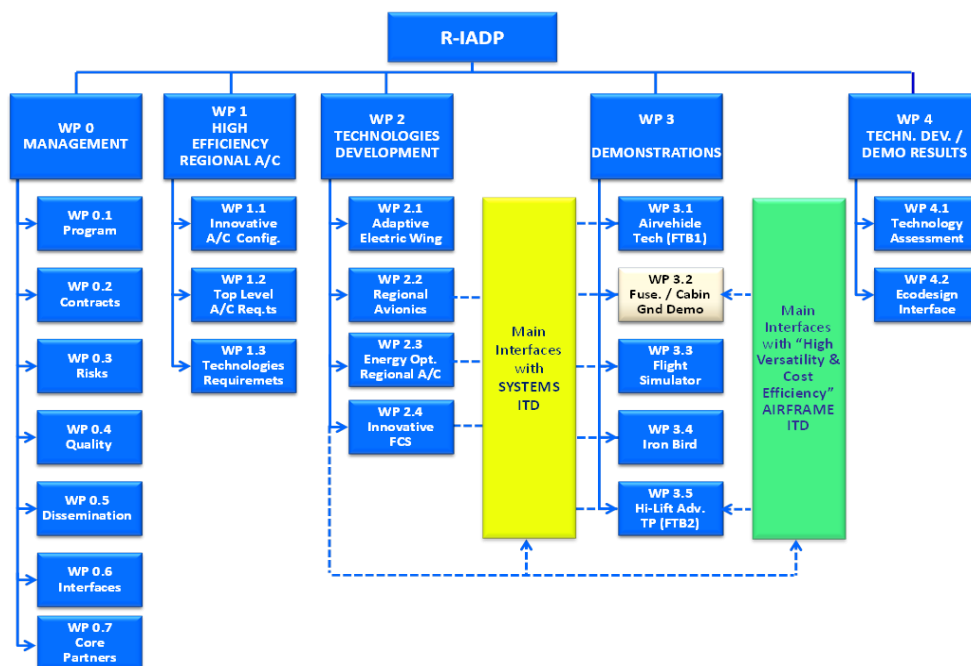 R-IADP
WP 0
MANAGEMENT
WP 1
HIGH
EFFICIENCY
REGIONAL A/C
WP 2
TECHNOLOGIES
DEVELOPMENT
WP 3
DEMONSTRATIONS
WP 4
TECHN. DEV. /
DEMO RESULTS
WP 0.1
Program
WP 0.2
Contracts
WP 0.3
Risks
WP 0.4
Quality
WP 0.5
Dissemination
WP 0.6
Interfaces
WP 0.7
Core
Partners
WP 1.1
Innovative
A/C Config.
WP 1.2
Top Level
A/C Req.ts
WP 1.3
Technologies
Requiremets
WP 2.1
Adaptive
Electric Wing
WP 2.2
Regional
Avionics
WP 2.3
Energy Opt.
Regional A/C
WP 2.4
Innovative
FCS
Main
Interfaces
with
SYSTEMS
ITD
WP 3.1
Airvehicle
Tech (FTB1)
WP 3.2
Fuse. / Cabin
Gnd Demo
WP 3.3
Flight
Simulator
WP 3.4
Iron Bird
WP 3.5
Hi-Lift Adv.
TP (FTB2)
Main
Interfaces
with “High
Versatility &
Cost
Efficiency”
AIRFRAME
ITD
WP 4.1
Technology
Assessment
WP 4.2
Ecodesign
Interface